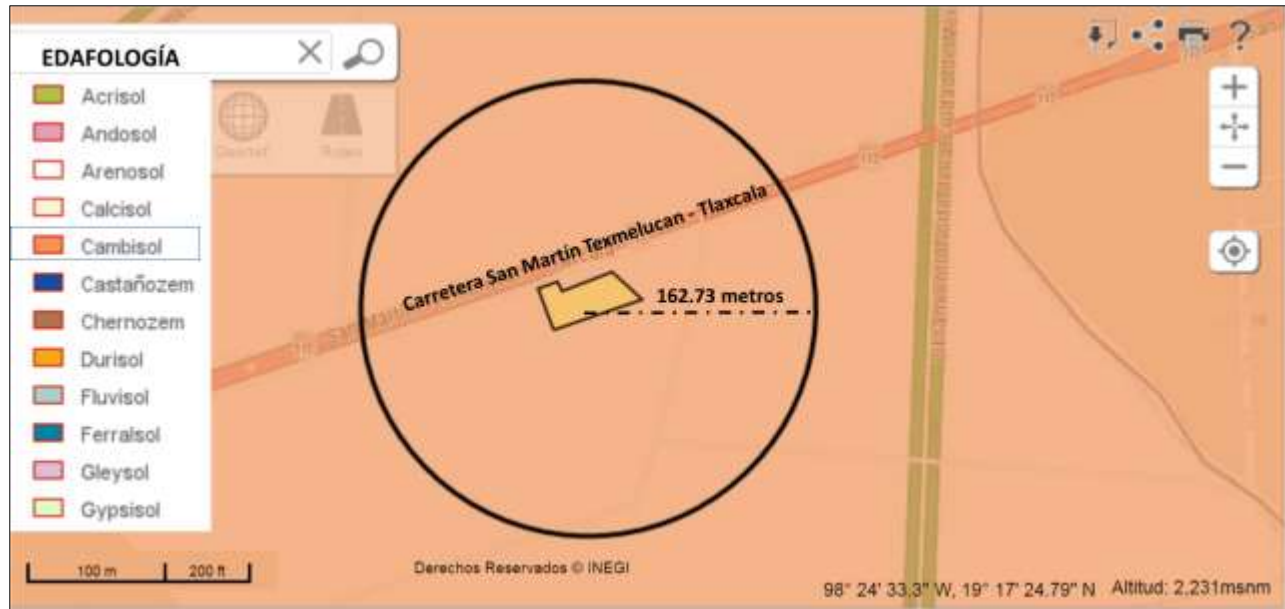 EDAFOLOGÍA
Acrisol
Andosol
Arenosol
Calcisol
Cambisol
Castañozem
Chernozem
Durisol
Fluvisol
Ferralsol
Gleysol
Gypsisol
Carretera San Martín Texmelucan - Tlaxcala
162.73 metros
?
100 m
200 ft
Derechos Reservados © INEGI
98° 24' 33.3" W, 19° 17' 24.79" N Altitud: 2,231msnm